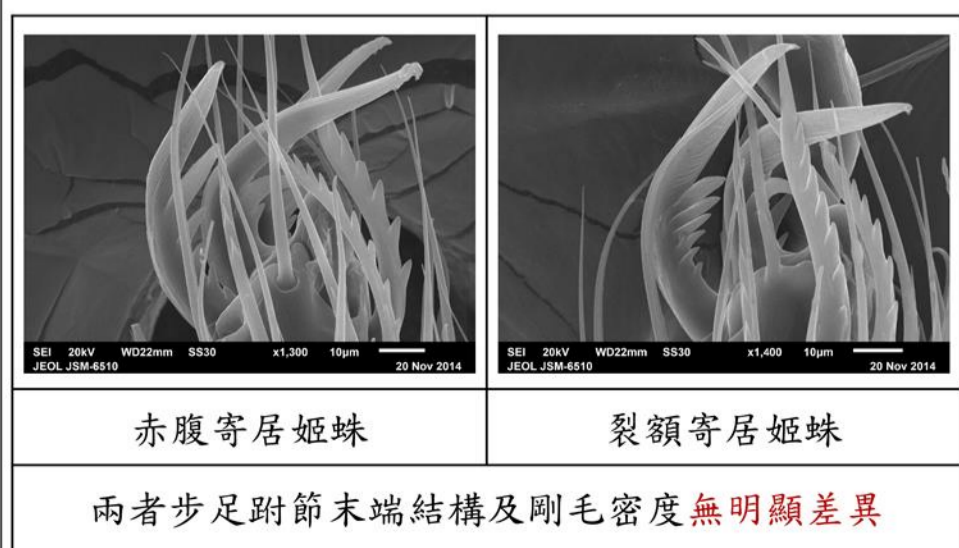 SEI 20kV WD22mm SS30 x1,300 10μm
JEOL JSM-6510 20 Nov 2014
SEI 20kV WD22mm SS30 x1,400 10μm
JEOL JSM-6510 20 Nov 2014
赤腹寄居姬蛛
裂額寄居姬蛛
兩者步足跗節末端結構及剛毛密度無明顯差異